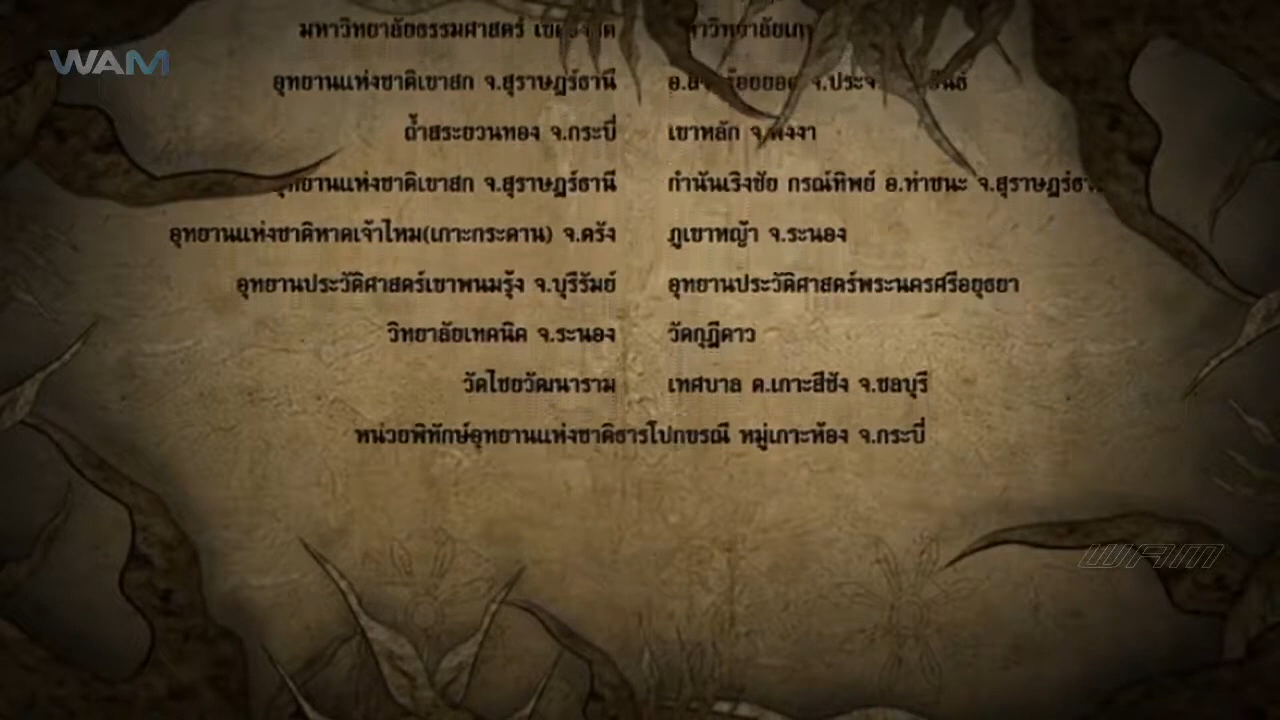 WAM
มหาวิทยาลัยธรรมศาสตร์
อุทยานแห่งชาติเขาสก จ.สุราษฎร์ธานี
ถ้ำสระยวนทอง จ.กระบี่ เขาหลัก จ.พังงา
อุทยานแห่งชาติเขาสก จ.สุราษฎร์ธานี กำนันเริงชัย กรณ์ทิพย์ อ.ท่าชนะ
อุทยานแห่งชาติหาดเจ้าไหม(เกาะกระดาน) จ.ตรัง ภูเขาหญ้า จ.ระนอง
อุทยานประวัติศาสตร์เขาพนมรุ้ง จ.บุรีรัมย์ อุทยานประวัติศาสตร์พระนครศรีอยุธยา
วิทยาลัยเทคนิค จ.ระนอง วัดกุฎีดาว
วัดไชยวัฒนาราม เทศบาล ต.เกาะสีชัง จ.ชลบุรี
หน่วยพิทักษ์อุทยานแห่งชาติธารโปกขรณี หมู่เกาะห้อง จ.กระบี่
WAM